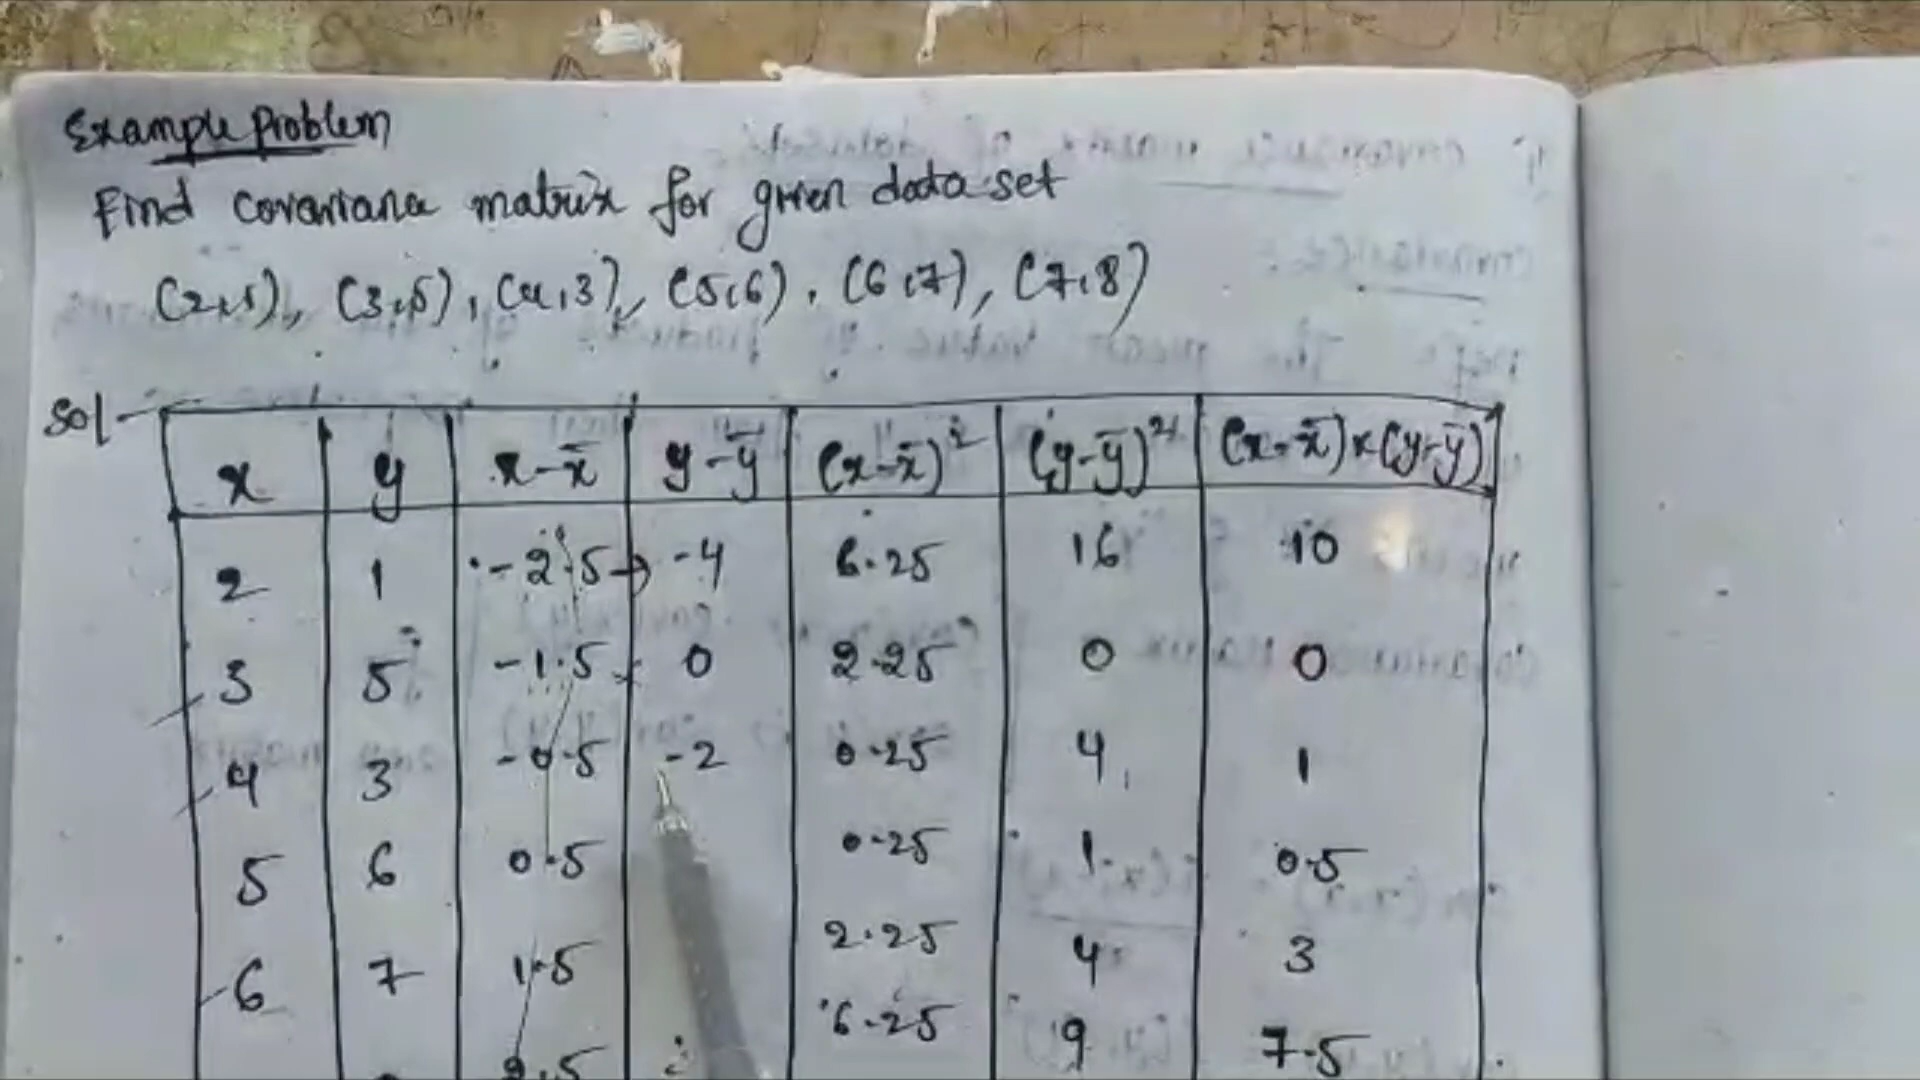 Example Problem
Find covariana matrix for given data set
(2,1), (3,5), (4,3), (5,6), (6,7), (7,8)
Sol-
x y x-x̄ y-ȳ (x-x̄)² (y-ȳ)² (x-x̄)×(y-ȳ)
2 1 -2.5 -4 6.25 16 10
3 5 -1.5 0 2.25 0 0
4 3 -0.5 -2 0.25 4 1
5 6 0.5 0.25 1 0.5
6 7 1.5 2.25 4 3
2.5 6.25 9 7.5